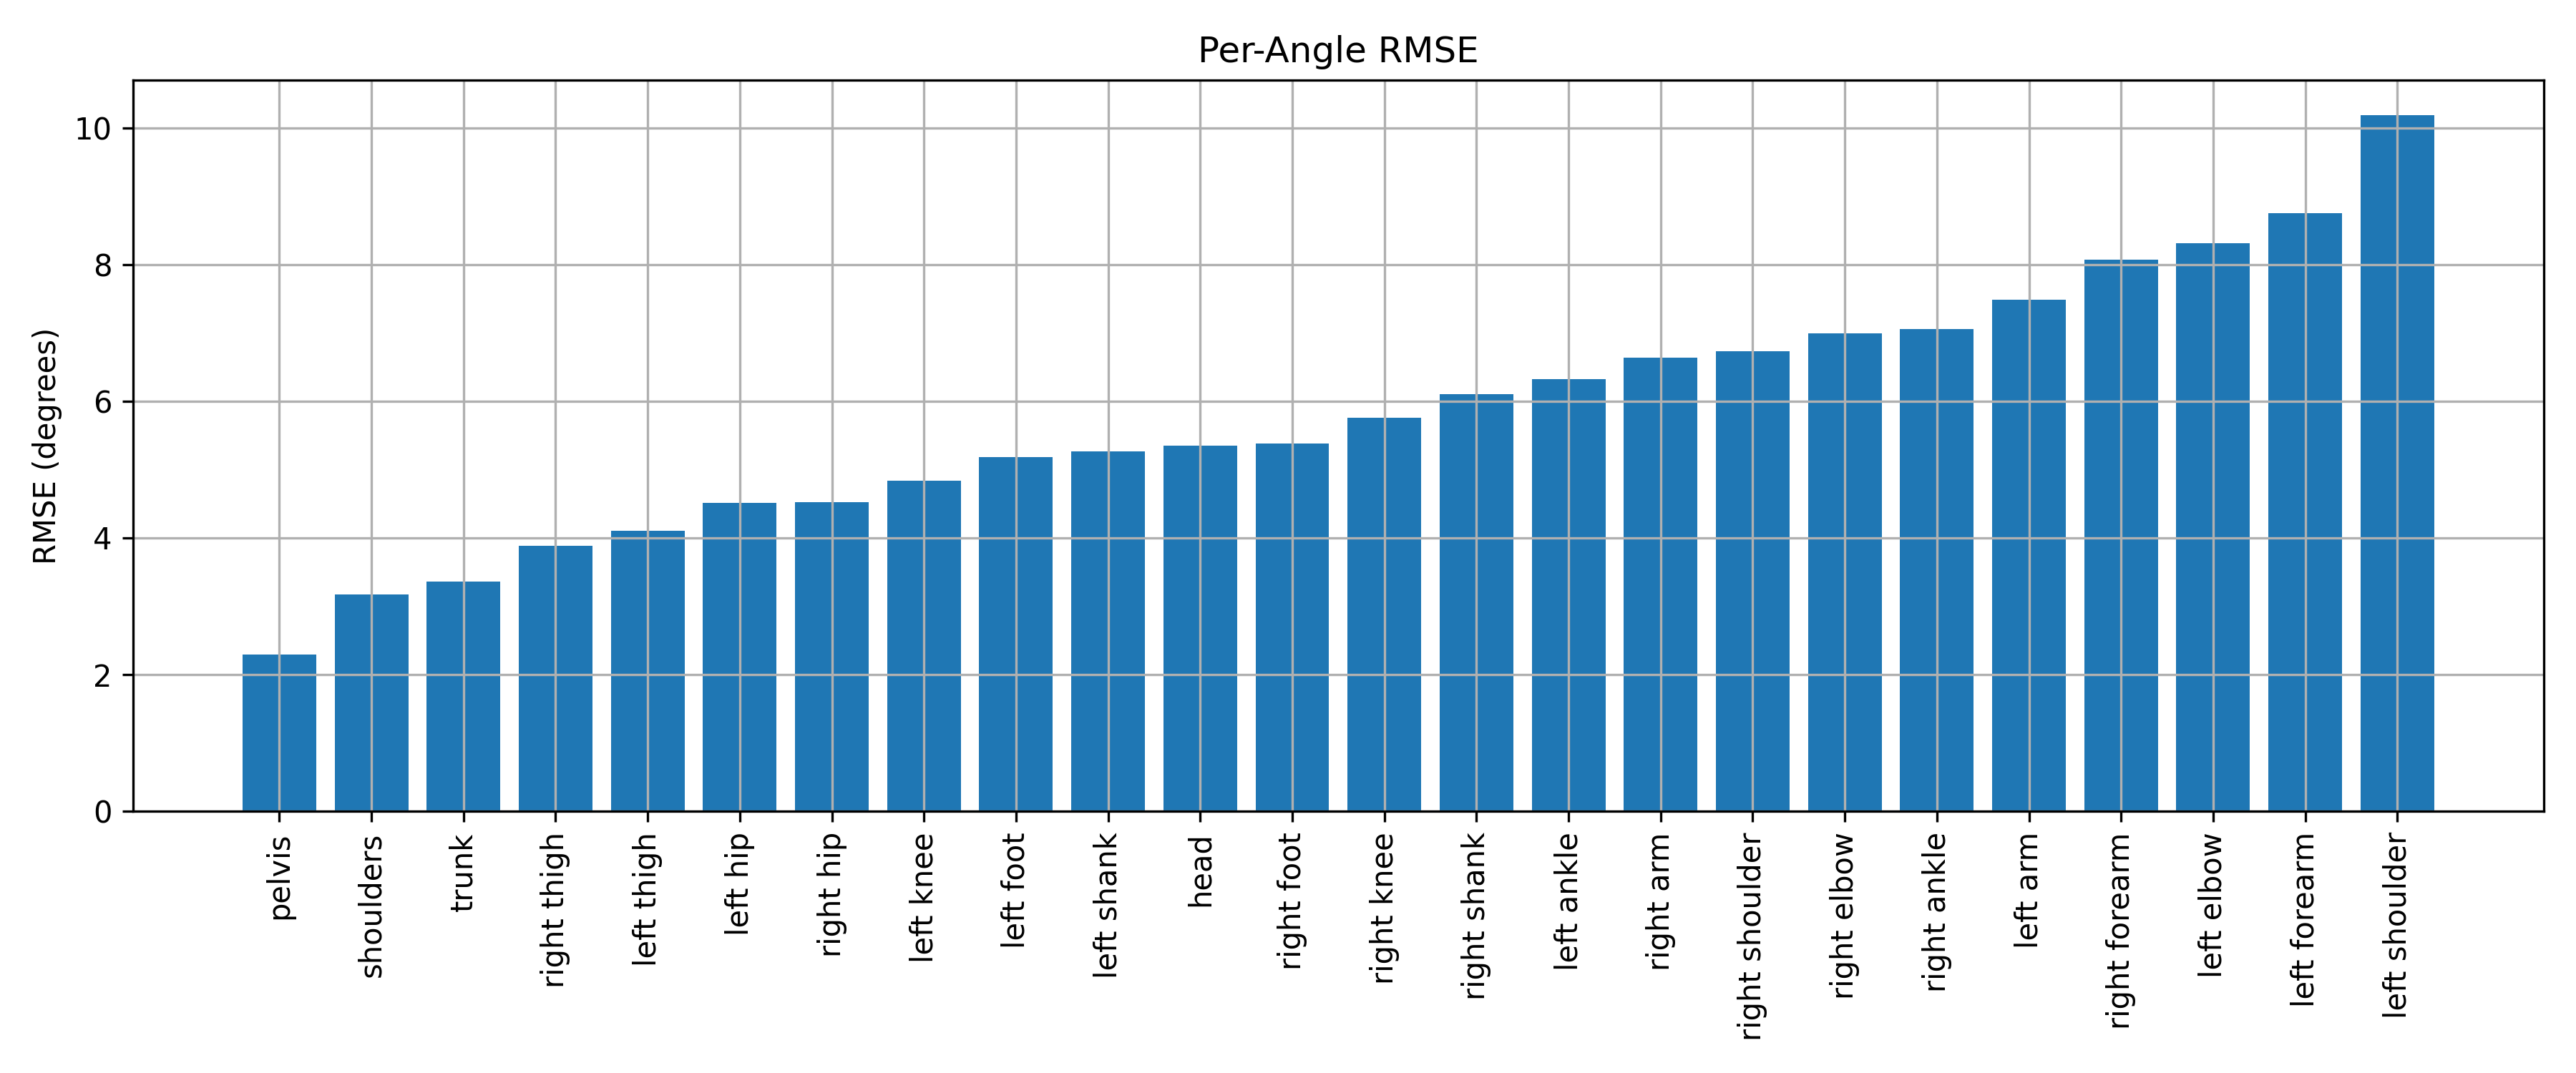 Per-Angle RMSE
RMSE (degrees)
10
8
6
4
2
0
pelvis
shoulders
trunk
right thigh
left thigh
left hip
right hip
left knee
left foot
left shank
head
right foot
right knee
right shank
left ankle
right arm
right shoulder
right elbow
right ankle
left arm
right forearm
left elbow
left forearm
left shoulder